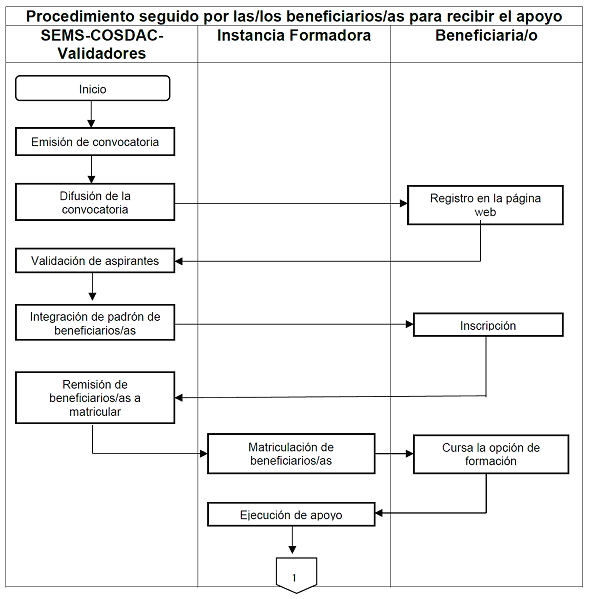 Procedimiento seguido por las/los beneficiarios/as para recibir el apoyo
SEMS-COSDAC-
Validadores
Instancia Formadora
Beneficiaria/o
Inicio
Emisión de convocatoria
Difusión de la
convocatoria
Registro en la página
web
Validación de aspirantes
Integración de padrón de
beneficiarios/as
Inscripción
Remisión de
beneficiarios/as a
matricular
Matriculación de
beneficiarios/as
Cursa la opción de
formación
Ejecución de apoyo
1